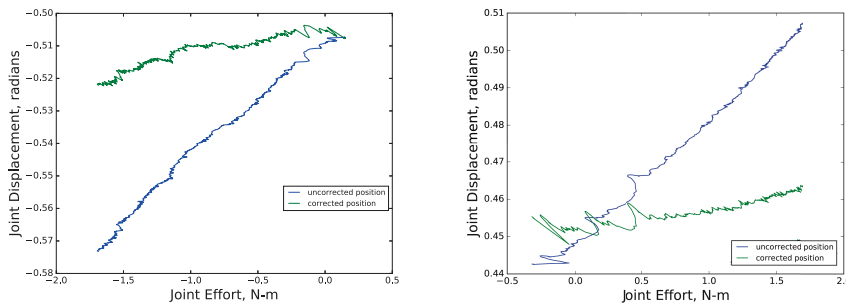 −0.50
−0.51
−0.52
−0.53
−0.54
−0.55
−0.56
−0.57
−0.58
Joint Displacement, radians
−2.0 −1.5 −1.0 −0.5 0.0 0.5
Joint Effort, N-m
uncorrected position
corrected position
0.51
0.50
0.49
0.48
0.47
0.46
0.45
0.44
Joint Displacement, radians
−0.5 0.0 0.5 1.0 1.5 2.
Joint Effort, N-m
uncorrected position
corrected position